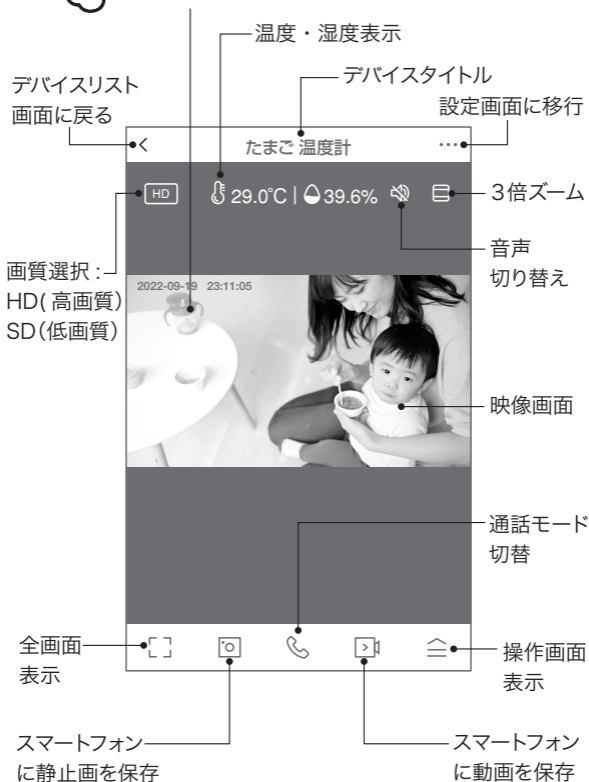 温度・湿度表示
デバイスタイトル
デバイスリスト
画面に戻る
設定画面に移行
たまご 温度計
HD
29.0℃ | 39.6%
3倍ズーム
音声
切り替え
画質選択 :
HD( 高画質)
SD(低画質)
2022-09-19 23:11:05
映像画面
通話モード
切替
全画面
表示
操作画面
表示
スマートフォン
に静止画を保存
スマートフォン
に動画を保存